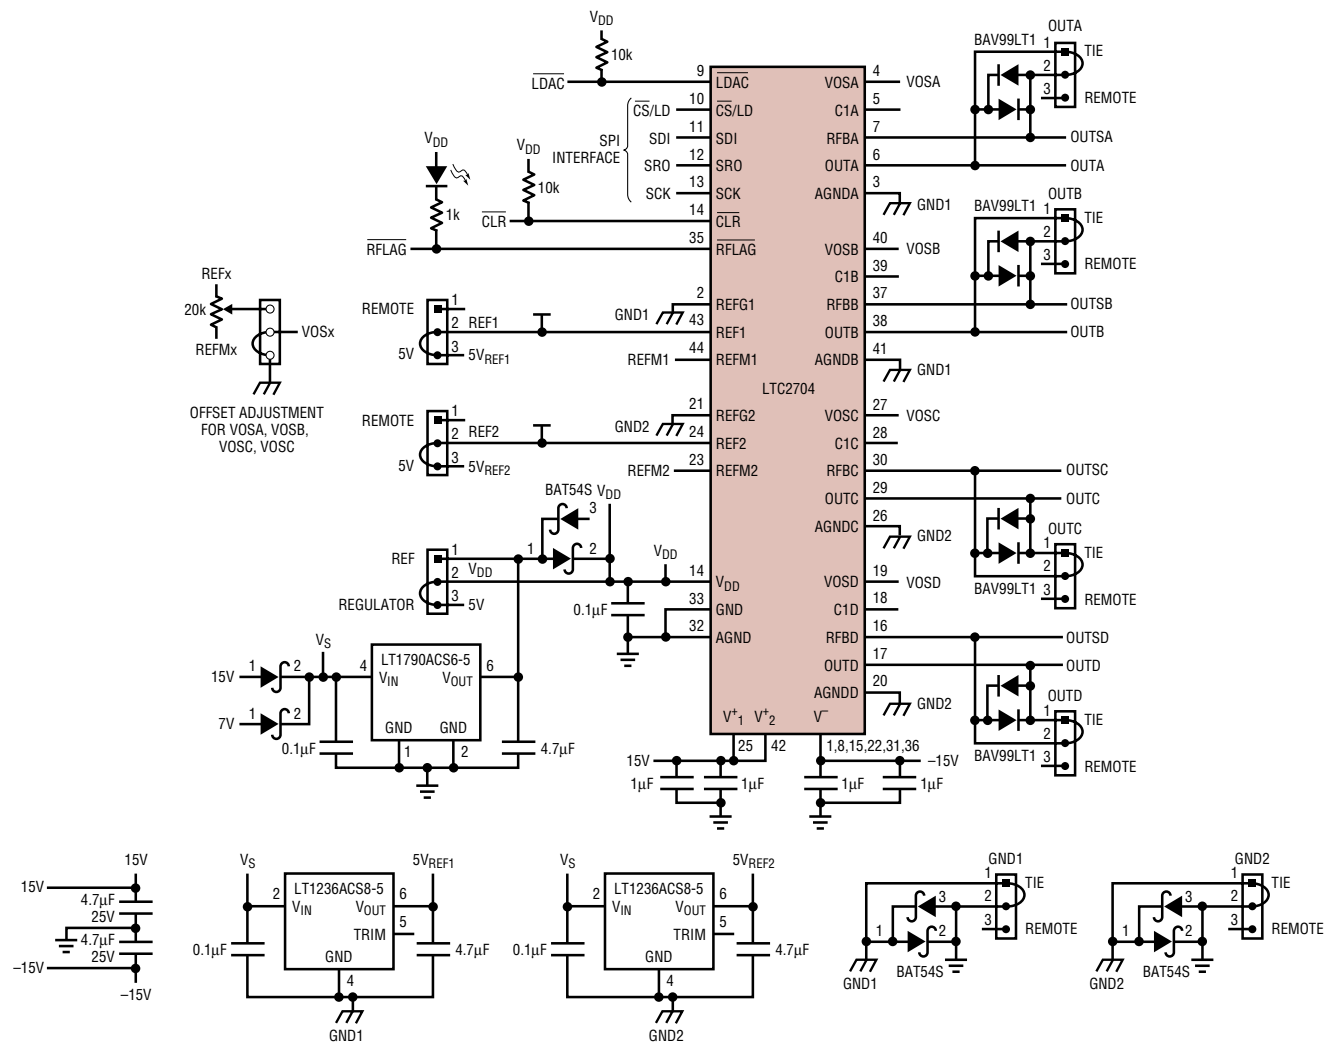 VDD
10k
LDAC
CS/LD
SDI
SRO
SCK
SPI
INTERFACE
VDD
1k
VDD
10k
CLR
RFLAG
REFx
20k
REFMx
VOSx
OFFSET ADJUSTMENT
FOR VOSA, VOSB,
VOSC, VOSC
REMOTE
1
2
REF1
5V
3
5VREF1
GND1
REFM1
REMOTE
1
2
REF2
5V
3
5VREF2
GND2
REFM2
BAT54S
VDD
3
1
2
REF
1
2
VDD
REGULATOR
3
5V
VDD
0.1µF
9
LDAC
10
CS/LD
11
SDI
12
SRO
13
SCK
14
CLR
35
RFLAG
2
REFG1
43
REF1
44
REFM1
21
REFG2
24
REF2
23
REFM2
14
VDD
33
GND
32
AGND
LTC2704
VOSA
4
VOSA
C1A
5
RFBA
7
OUTSA
OUTA
6
OUTA
AGNDA
3
GND1
VOSB
40
VOSB
C1B
39
RFBB
37
OUTSB
OUTB
38
OUTB
AGNDB
41
GND1
VOSC
27
VOSC
C1C
28
RFBC
30
OUTSC
OUTC
29
OUTC
AGNDC
26
GND2
VOSD
19
VOSD
C1D
18
RFBD
16
OUTSD
OUTD
17
OUTD
AGNDD
20
GND2
V+1
V+2
V–
25
42
1,8,15,22,31,36
15V
1µF
1µF
–15V
1µF
1µF
BAV99LT1
OUTA
1
TIE
2
3
REMOTE
BAV99LT1
OUTB
1
TIE
2
3
REMOTE
OUTC
1
TIE
2
BAV99LT1
3
REMOTE
OUTD
1
TIE
2
BAV99LT1
3
REMOTE
VS
15V
1
2
7V
1
2
4
LT1790ACS6-5
6
VIN
VOUT
GND
GND
1
2
0.1µF
4.7µF
15V
15V
4.7µF
25V
4.7µF
25V
–15V
–15V
VS
5VREF1
2
LT1236ACS8-5
6
VIN
VOUT
5
TRIM
GND
4
0.1µF
4.7µF
GND1
VS
5VREF2
2
LT1236ACS8-5
6
VIN
VOUT
5
TRIM
GND
4
0.1µF
4.7µF
GND2
GND1
1
TIE
2
3
REMOTE
3
1
2
BAT54S
GND1
GND2
1
TIE
2
3
REMOTE
3
1
2
BAT54S
GND2